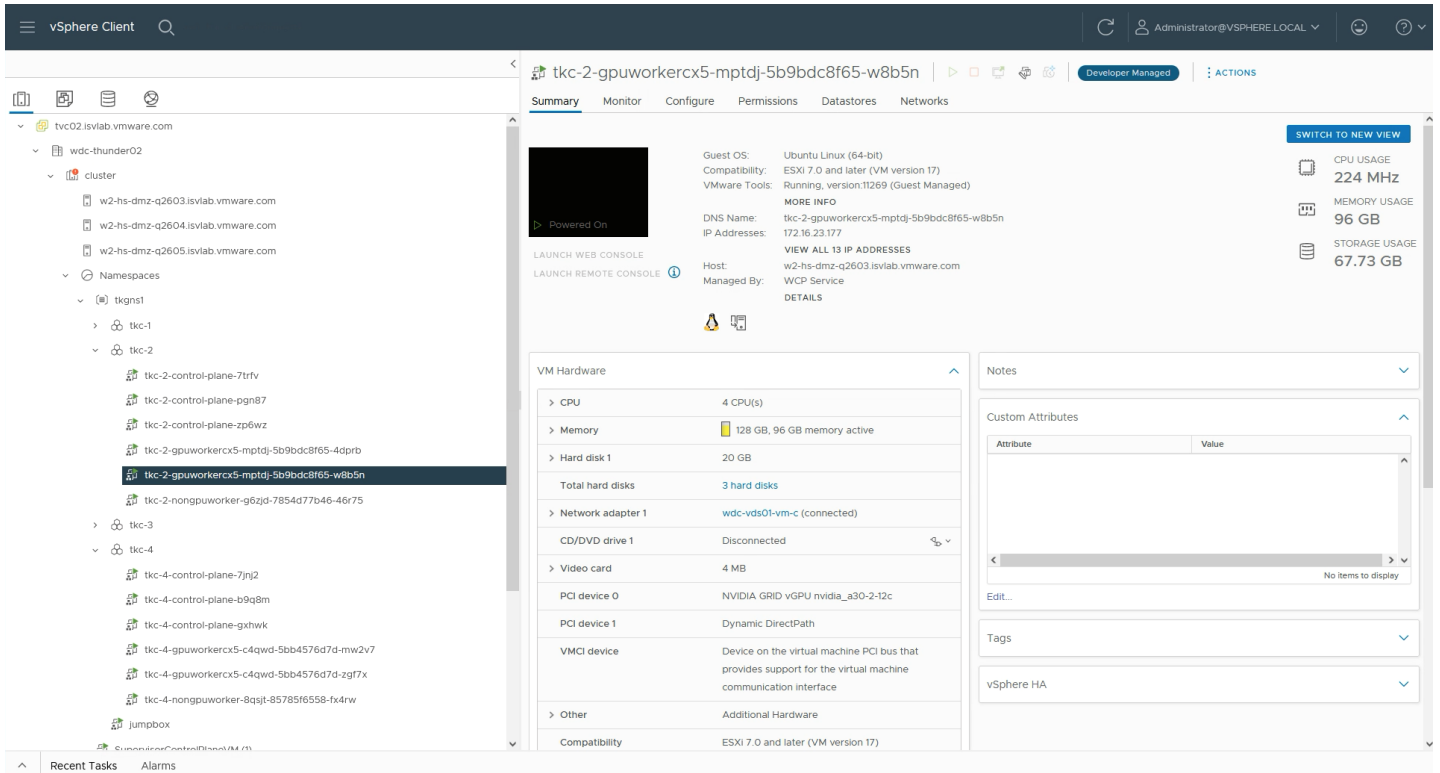 vSphere Client
Administrator@VSPHERE.LOCAL
tvc02.isvlab.vmware.com
wdc-thunder02
cluster
w2-hs-dmz-q2603.isvlab.vmware.com
w2-hs-dmz-q2604.isvlab.vmware.com
w2-hs-dmz-q2605.isvlab.vmware.com
Namespaces
tkgns1
tkc-1
tkc-2
tkc-2-control-plane-7trfv
tkc-2-control-plane-pgn87
tkc-2-control-plane-zp6wz
tkc-2-gpuworkercx5-mptdj-5b9bdc8f65-4dprb
tkc-2-gpuworkercx5-mptdj-5b9bdc8f65-w8b5n
tkc-2-nongpuworker-g6zjd-7854d77b46-46r75
tkc-3
tkc-4
tkc-4-control-plane-7jnj2
tkc-4-control-plane-b9q8m
tkc-4-control-plane-gxhwk
tkc-4-gpuworkercx5-c4qwd-5bb4576d7d-mw2v7
tkc-4-gpuworkercx5-c4qwd-5bb4576d7d-zgf7x
tkc-4-nongpuworker-8qsjt-85785f6558-fx4rw
jumpbox
SupervisorControlPlaneVM (1)
tkc-2-gpuworkercx5-mptdj-5b9bdc8f65-w8b5n
Developer Managed
ACTIONS
Summary Monitor Configure Permissions Datastores Networks
SWITCH TO NEW VIEW
Powered On
LAUNCH WEB CONSOLE
LAUNCH REMOTE CONSOLE
Guest OS: Ubuntu Linux (64-bit)
Compatibility: ESXi 7.0 and later (VM version 17)
VMware Tools: Running, version:11269 (Guest Managed)
MORE INFO
DNS Name: tkc-2-gpuworkercx5-mptdj-5b9bdc8f65-w8b5n
IP Addresses: 172.16.23.177
VIEW ALL 13 IP ADDRESSES
Host: w2-hs-dmz-q2603.isvlab.vmware.com
Managed By: WCP Service
DETAILS
CPU USAGE
224 MHz
MEMORY USAGE
96 GB
STORAGE USAGE
67.73 GB
VM Hardware
CPU 4 CPU(s)
Memory 128 GB, 96 GB memory active
Hard disk 1 20 GB
Total hard disks 3 hard disks
Network adapter 1 wdc-vds01-vm-c (connected)
CD/DVD drive 1 Disconnected
Video card 4 MB
PCI device 0 NVIDIA GRID vGPU nvidia_a30-2-12c
PCI device 1 Dynamic DirectPath
VMCI device Device on the virtual machine PCI bus that
provides support for the virtual machine
communication interface
Other Additional Hardware
Compatibility ESXi 7.0 and later (VM version 17)
Notes
Custom Attributes
Attribute Value
No items to display
Edit...
Tags
vSphere HA
Recent Tasks Alarms